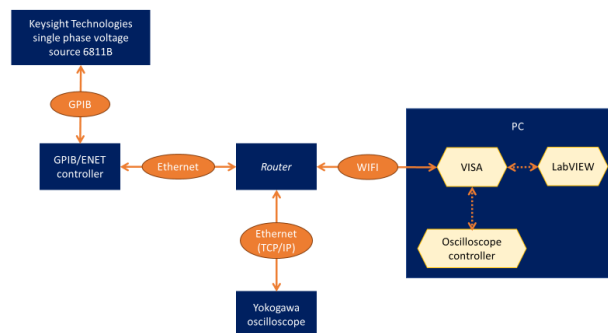 Keysight Technologies
single phase voltage
source 6811B
GPIB
GPIB/ENET
controller
Ethernet
Router
WIFI
PC
VISA
LabVIEW
Oscilloscope
controller
Ethernet
(TCP/IP)
Yokogawa
oscilloscope